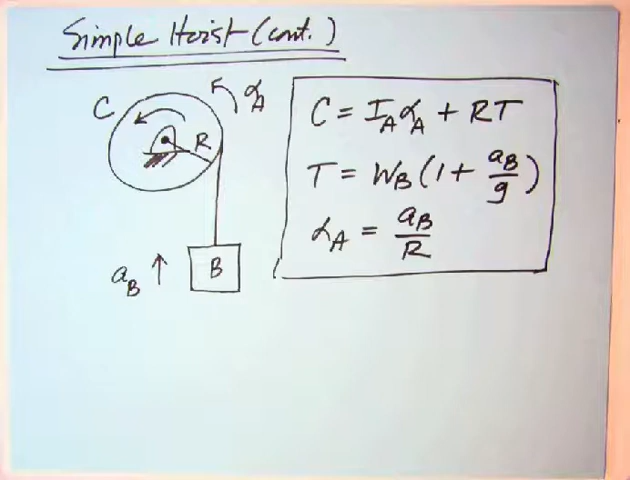 Simple Hoist (cont.)
C
α_A
R
a_B ↑
B
C = I_A α_A + RT
T = W_B (1 + a_B/g)
α_A = a_B/R